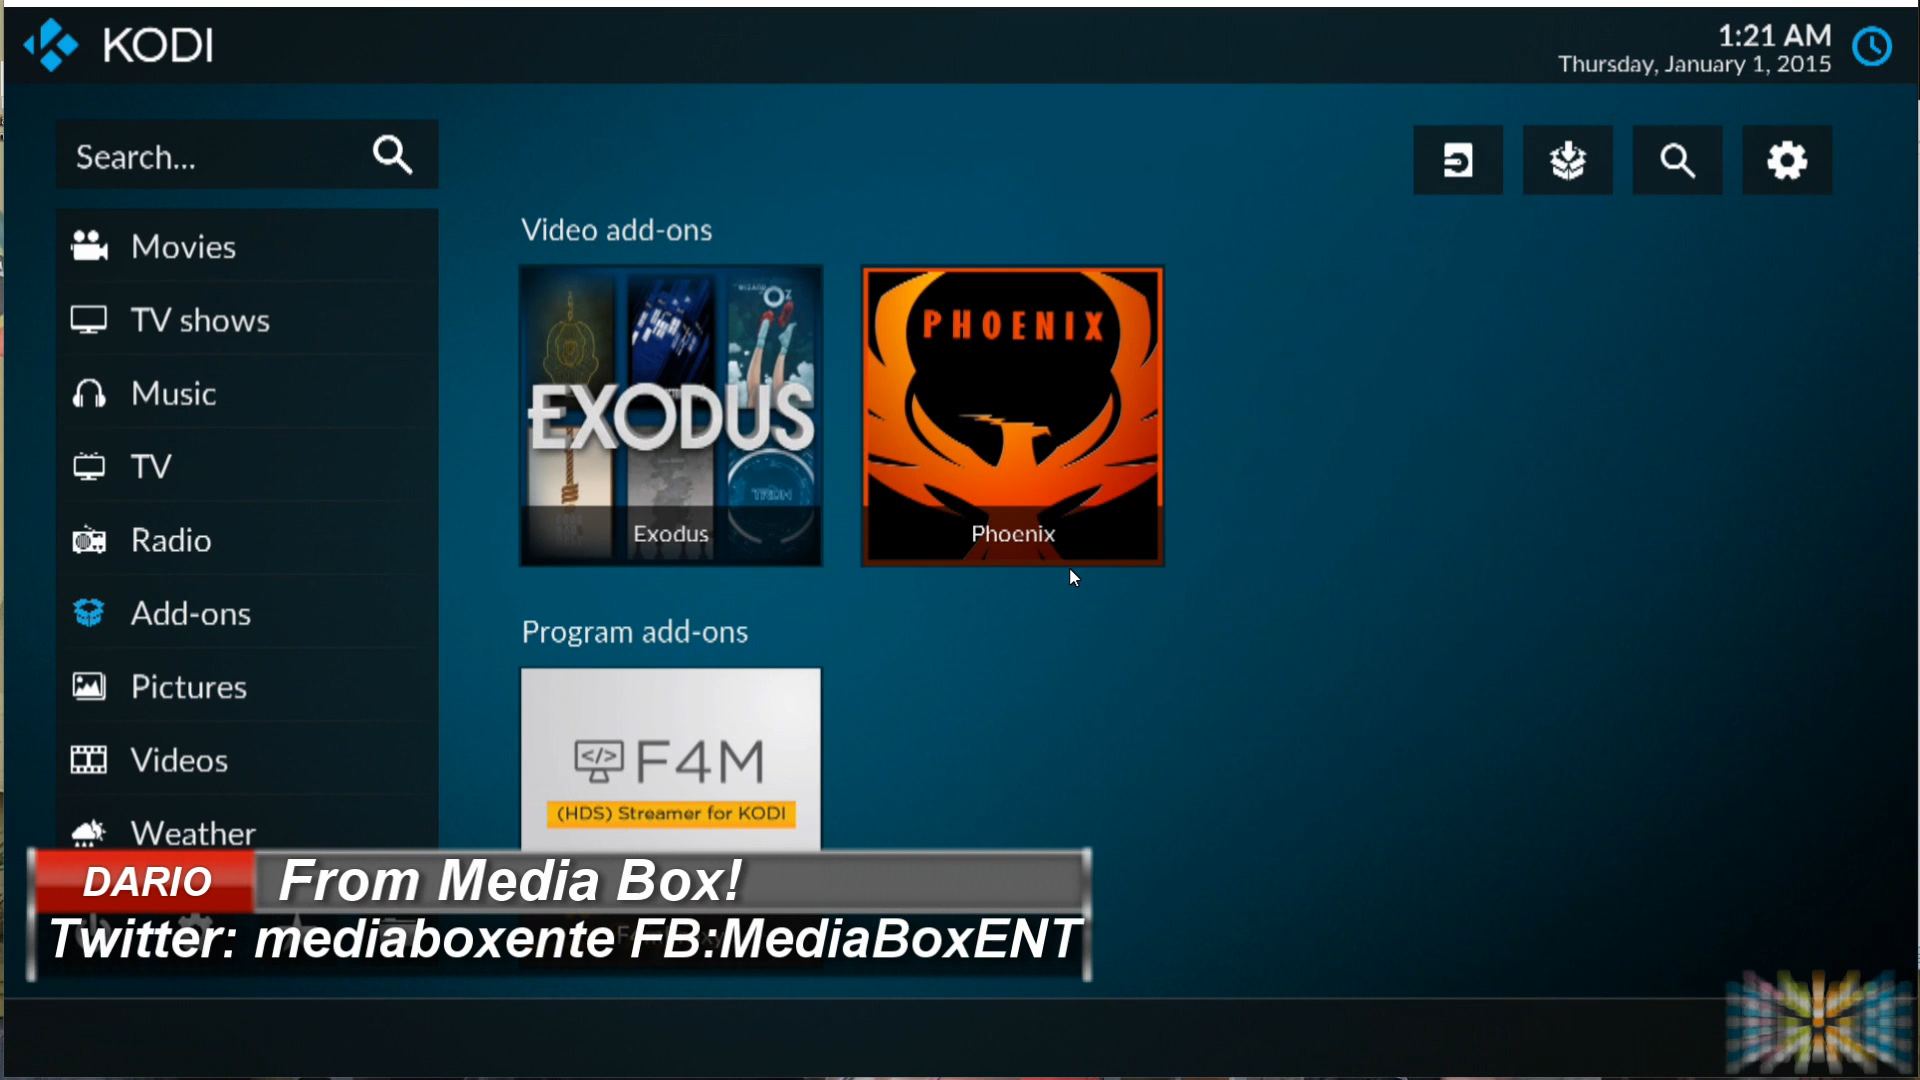 KODI
1:21 AM
Thursday, January 1, 2015
Search...
Movies
TV shows
Music
TV
Radio
Add-ons
Pictures
Videos
Weather
Video add-ons
EXODUS
OZ
TRON
Exodus
PHOENIX
Phoenix
Program add-ons
</> F4M
(HDS) Streamer for KODI
DARIO
From Media Box!
Twitter: mediaboxente FB:MediaBoxENT